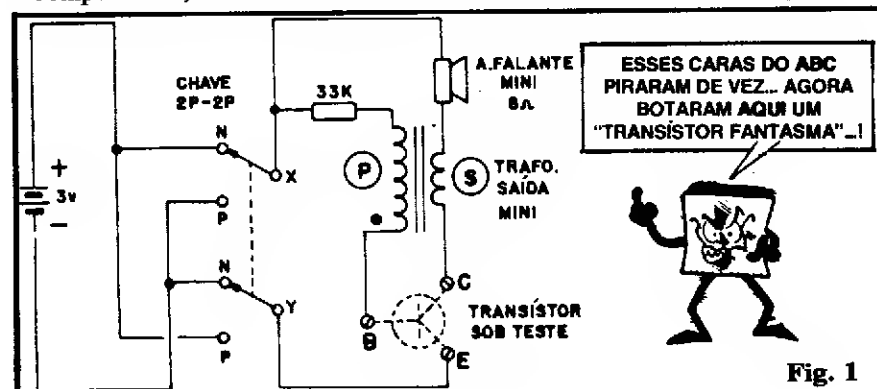 CHAVE
2P-2P
33K
A.FALANTE
MINI
8Ω
ESSES CARAS DO ABC
PIRARAM DE VEZ... AGORA
BOTARAM AQUI UM
"TRANSÍSTOR FANTASMA"...!
N
X
P
+
3v
-
P
S
TRAFO.
SAÍDA
MINI
N
Y
P
C
B
E
TRANSÍSTOR
SOB TESTE
Fig. 1